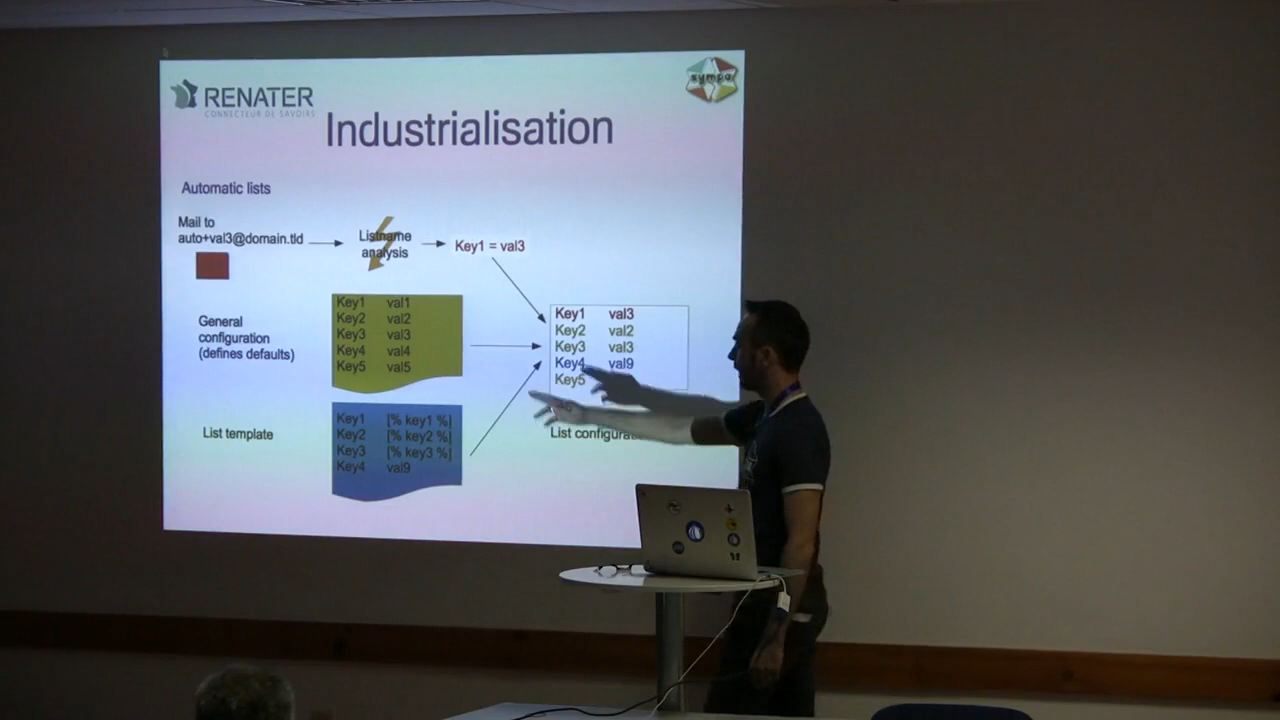 RENATER
CONNECTEUR DE SAVOIRS
sympa
Industrialisation
Automatic lists
Mail to
auto+val3@domain.tld
Listname
analysis
Key1 = val3
General
configuration
(defines defaults)
Key1 val1
Key2 val2
Key3 val3
Key4 val4
Key5 val5
Key1 val3
Key2 val2
Key3 val3
Key4 val9
Key5
List template
Key1 [% key1 %]
Key2 [% key2 %]
Key3 [% key3 %]
Key4 val9
List